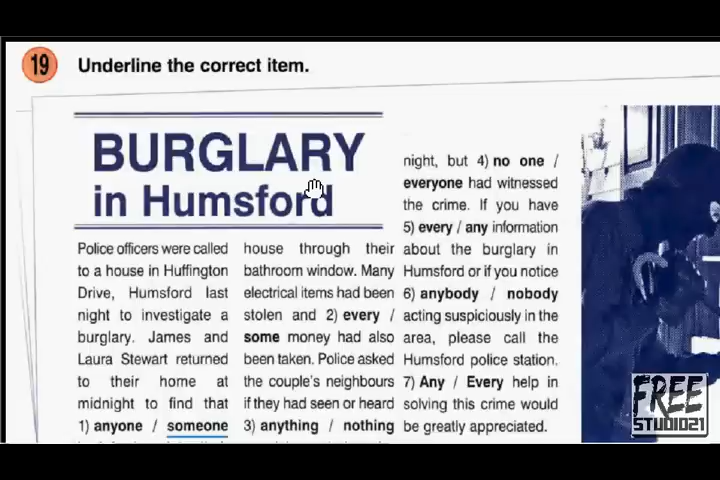 19 Underline the correct item.
BURGLARY
in Humsford
Police officers were called
to a house in Huffington
Drive, Humsford last
night to investigate a
burglary. James and
Laura Stewart returned
to their home at
midnight to find that
1) anyone / someone
house through their
bathroom window. Many
electrical items had been
stolen and 2) every /
some money had also
been taken. Police asked
the couple's neighbours
if they had seen or heard
3) anything / nothing
night, but 4) no one /
everyone had witnessed
the crime. If you have
5) every / any information
about the burglary in
Humsford or if you notice
6) anybody / nobody
acting suspiciously in the
area, please call the
Humsford police station.
7) Any / Every help in
solving this crime would
be greatly appreciated.
FREE
STUDIO21